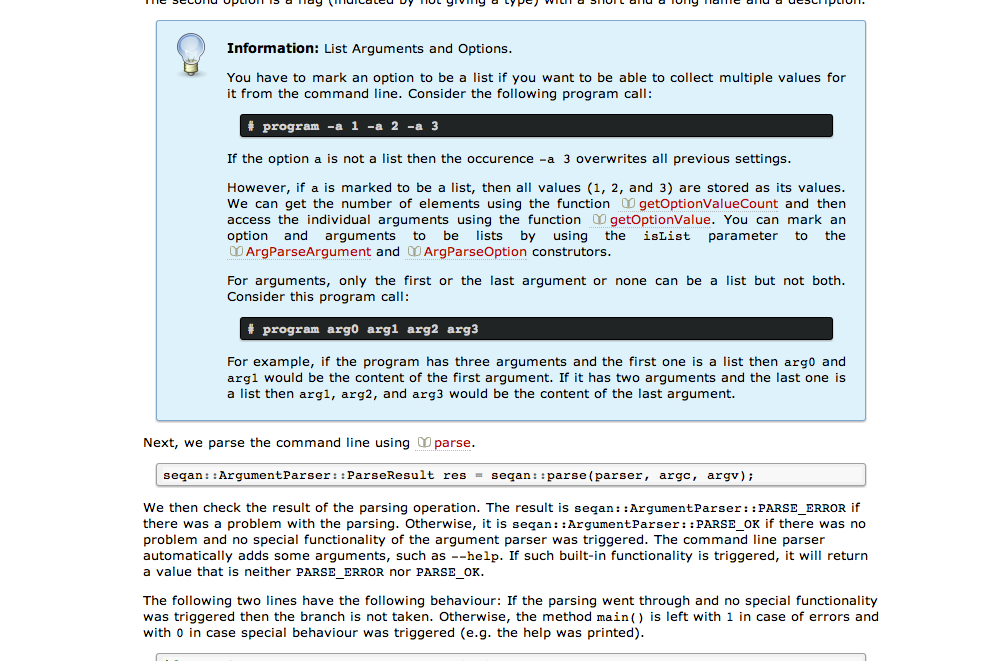 The second option is a flag (indicated by not giving a type) with a short and a long name and a description.
Information: List Arguments and Options.
You have to mark an option to be a list if you want to be able to collect multiple values for
it from the command line. Consider the following program call:
# program -a 1 -a 2 -a 3
If the option a is not a list then the occurence -a 3 overwrites all previous settings.
However, if a is marked to be a list, then all values (1, 2, and 3) are stored as its values.
We can get the number of elements using the function getOptionValueCount and then
access the individual arguments using the function getOptionValue. You can mark an
option and arguments to be lists by using the isList parameter to the
ArgParseArgument and ArgParseOption construtors.
For arguments, only the first or the last argument or none can be a list but not both.
Consider this program call:
# program arg0 arg1 arg2 arg3
For example, if the program has three arguments and the first one is a list then arg0 and
arg1 would be the content of the first argument. If it has two arguments and the last one is
a list then arg1, arg2, and arg3 would be the content of the last argument.
Next, we parse the command line using parse.
seqan::ArgumentParser::ParseResult res = seqan::parse(parser, argc, argv);
We then check the result of the parsing operation. The result is seqan::ArgumentParser::PARSE_ERROR if
there was a problem with the parsing. Otherwise, it is seqan::ArgumentParser::PARSE_OK if there was no
problem and no special functionality of the argument parser was triggered. The command line parser
automatically adds some arguments, such as --help. If such built-in functionality is triggered, it will return
a value that is neither PARSE_ERROR nor PARSE_OK.
The following two lines have the following behaviour: If the parsing went through and no special functionality
was triggered then the branch is not taken. Otherwise, the method main() is left with 1 in case of errors and
with 0 in case special behaviour was triggered (e.g. the help was printed).